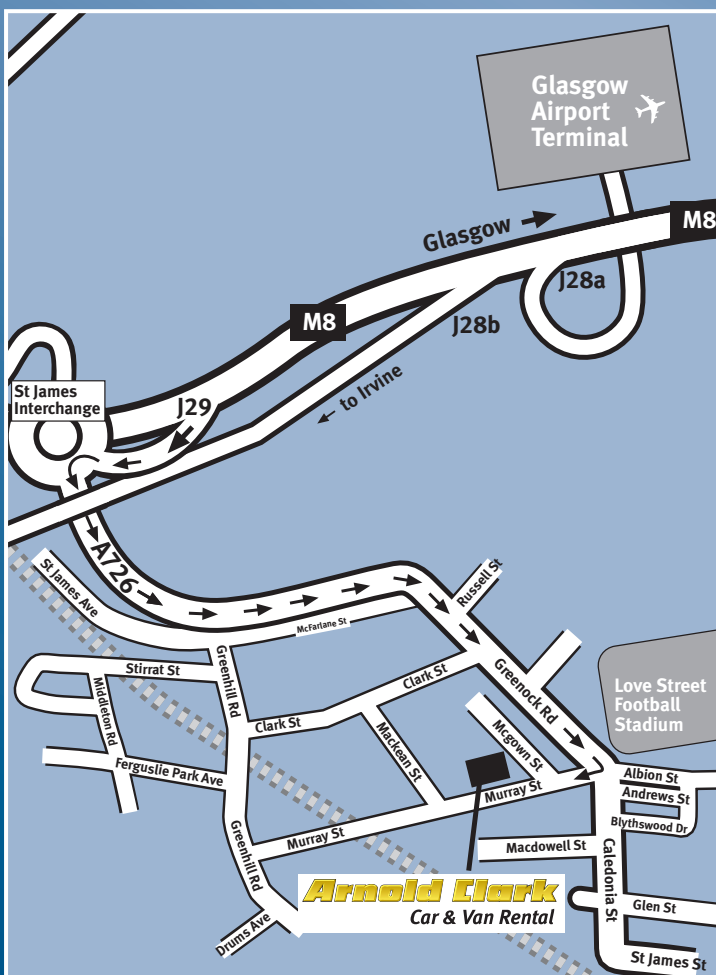 Glasgow
Airport
Terminal
M8
Glasgow
J28a
M8
J28b
to Irvine
St James
Interchange
J29
A726
St James Ave
Russell St
McFarlane St
Stirrat St
Greenhill Rd
Clark St
Greenock Rd
Middleton Rd
Clark St
Mackean St
Mcgown St
Love Street
Football
Stadium
Ferguslie Park Ave
Albion St
Murray St
Andrews St
Blythswood Dr
Murray St
Greenhill Rd
Macdowell St
Caledonia St
Arnold Clark
Car & Van Rental
Glen St
Drums Ave
St James St